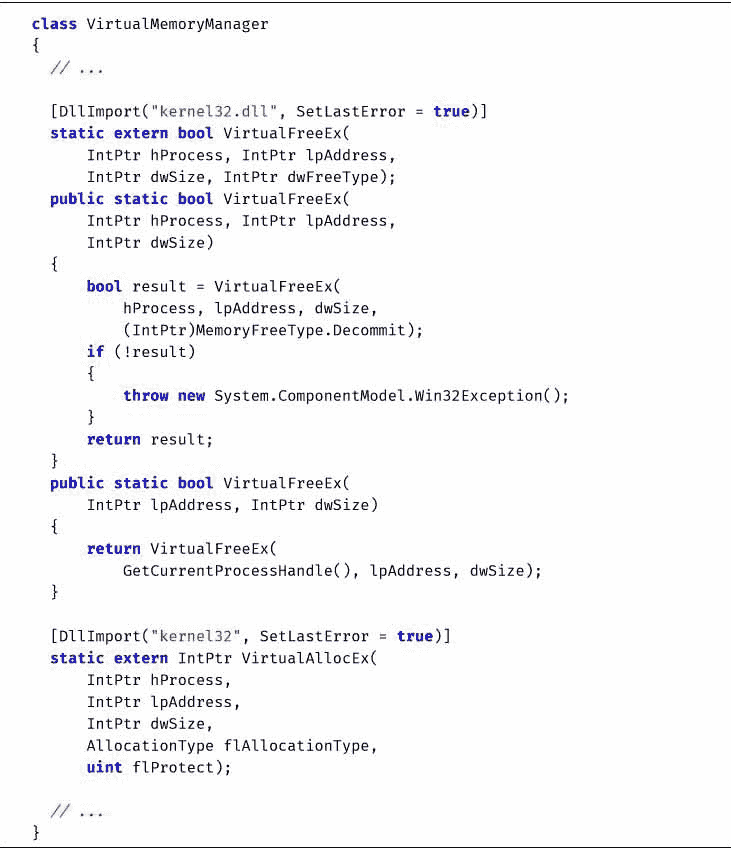 class VirtualMemoryManager
{
  // ...

  [DllImport("kernel32.dll", SetLastError = true)]
  static extern bool VirtualFreeEx(
      IntPtr hProcess, IntPtr lpAddress,
      IntPtr dwSize, IntPtr dwFreeType);
  public static bool VirtualFreeEx(
      IntPtr hProcess, IntPtr lpAddress,
      IntPtr dwSize)
  {
      bool result = VirtualFreeEx(
          hProcess, lpAddress, dwSize,
          (IntPtr)MemoryFreeType.Decommit);
      if (!result)
      {
          throw new System.ComponentModel.Win32Exception();
      }
      return result;
  }
  public static bool VirtualFreeEx(
      IntPtr lpAddress, IntPtr dwSize)
  {
      return VirtualFreeEx(
          GetCurrentProcessHandle(), lpAddress, dwSize);
  }

  [DllImport("kernel32", SetLastError = true)]
  static extern IntPtr VirtualAllocEx(
      IntPtr hProcess,
      IntPtr lpAddress,
      IntPtr dwSize,
      AllocationType flAllocationType,
      uint flProtect);

  // ...
}